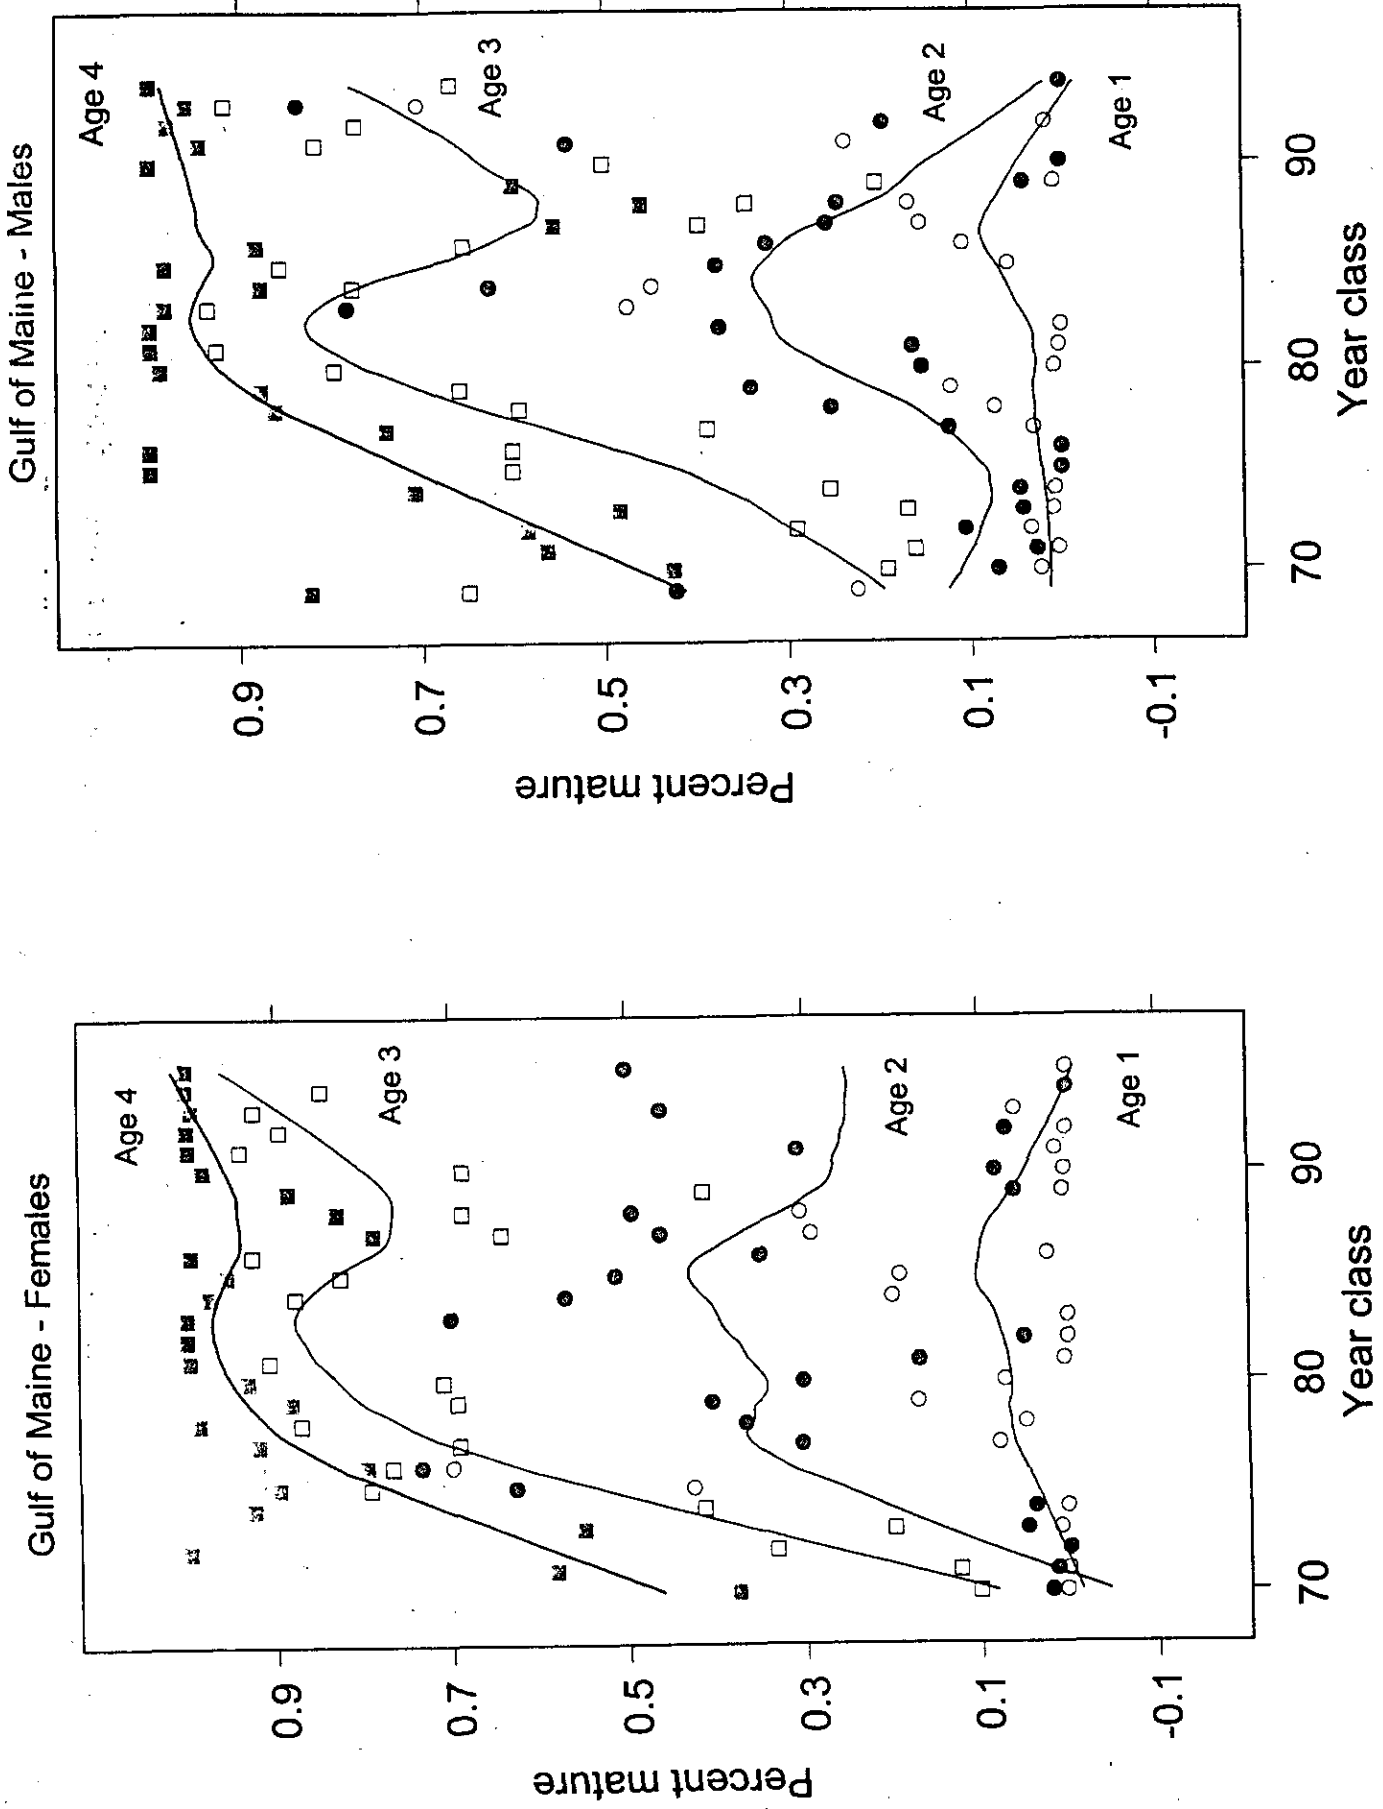 Gulf of Maine - Females
Percent mature
0.9
0.7
0.5
0.3
0.1
-0.1
Age 4
Age 3
Age 2
Age 1
70
80
90
Year class
Gulf of Maine - Males
Percent mature
0.9
0.7
0.5
0.3
0.1
-0.1
Age 4
Age 3
Age 2
Age 1
70
80
90
Year class